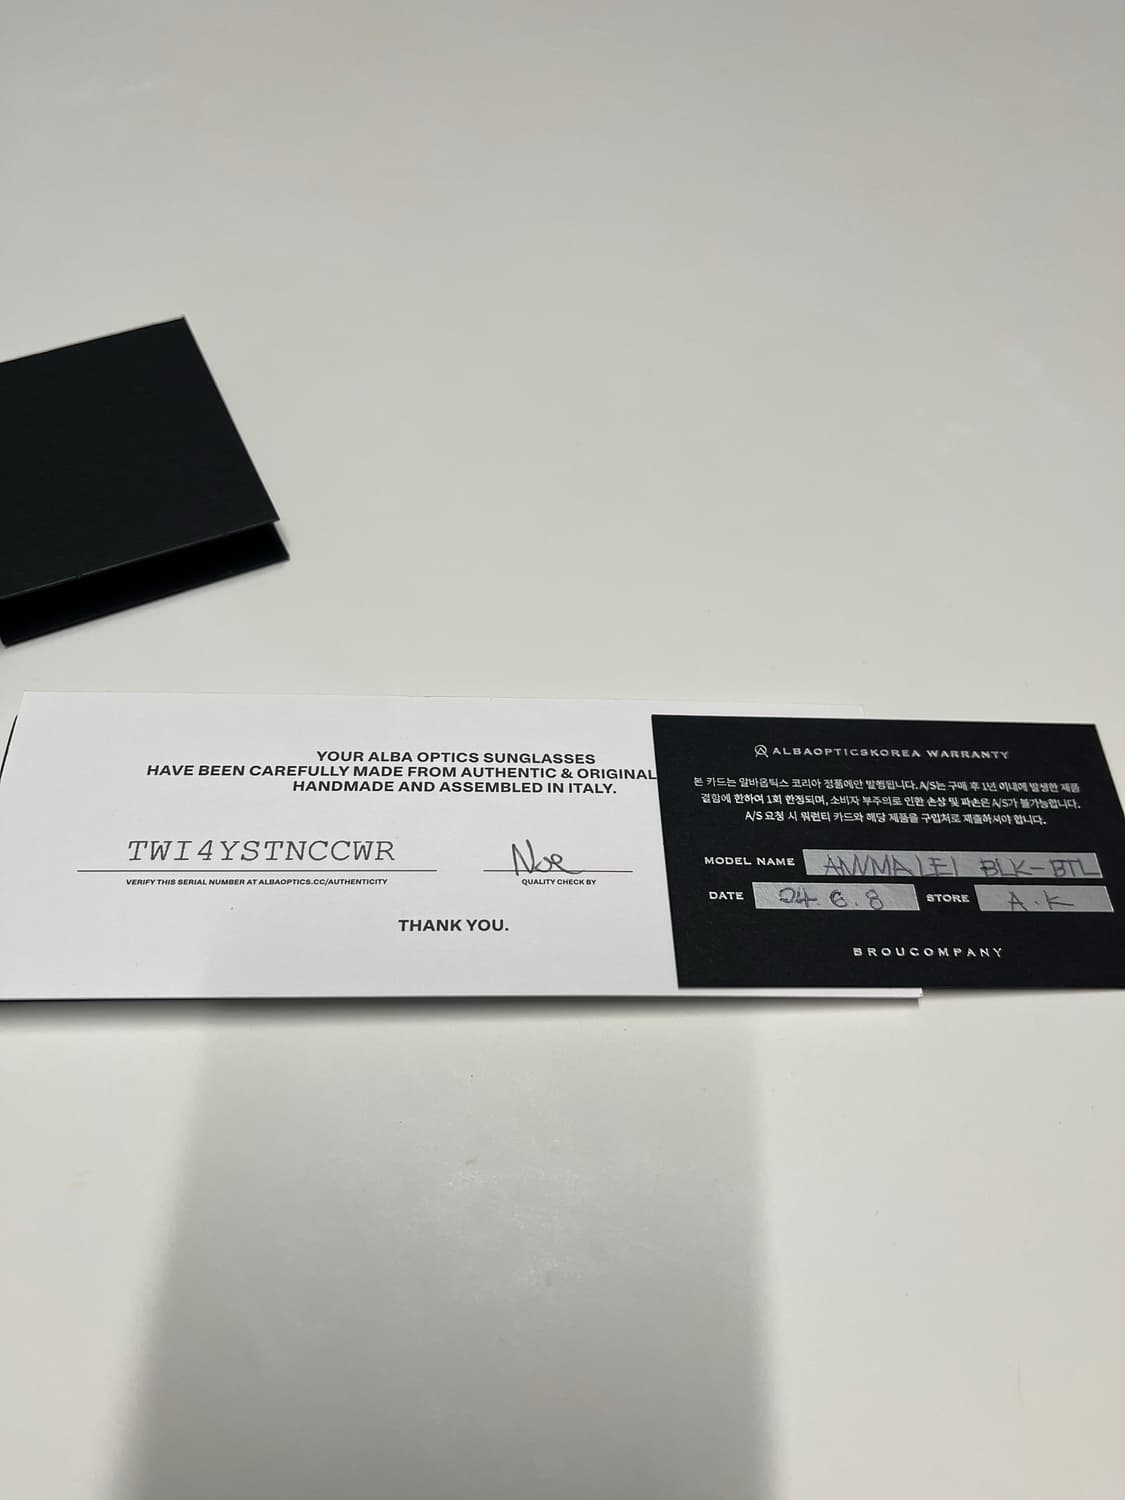 YOUR ALBA OPTICS SUNGLASSES
HAVE BEEN CAREFULLY MADE FROM AUTHENTIC & ORIGINAL
HANDMADE AND ASSEMBLED IN ITALY.
TWI4YSTNCCWR
VERIFY THIS SERIAL NUMBER AT ALBAOPTICS.CC/AUTHENTICITY
Noe
QUALITY CHECK BY
THANK YOU.
ALBAOPTICSKOREA WARRANTY
본 카드는 알바옵틱스 코리아 정품에만 발행됩니다. A/S는 구매 후 1년 이내에 발생한 제품
결함에 한하여 1회 한정되며, 소비자 부주의로 인한 손상 및 파손은 A/S가 불가능합니다.
A/S 요청 시 워런티 카드와 해당 제품을 구입처로 제출하셔야 합니다.
MODEL NAME ANVMA LEI BLK-BTL
DATE 24. 6. 8 STORE A.K
BROUCOMPANY